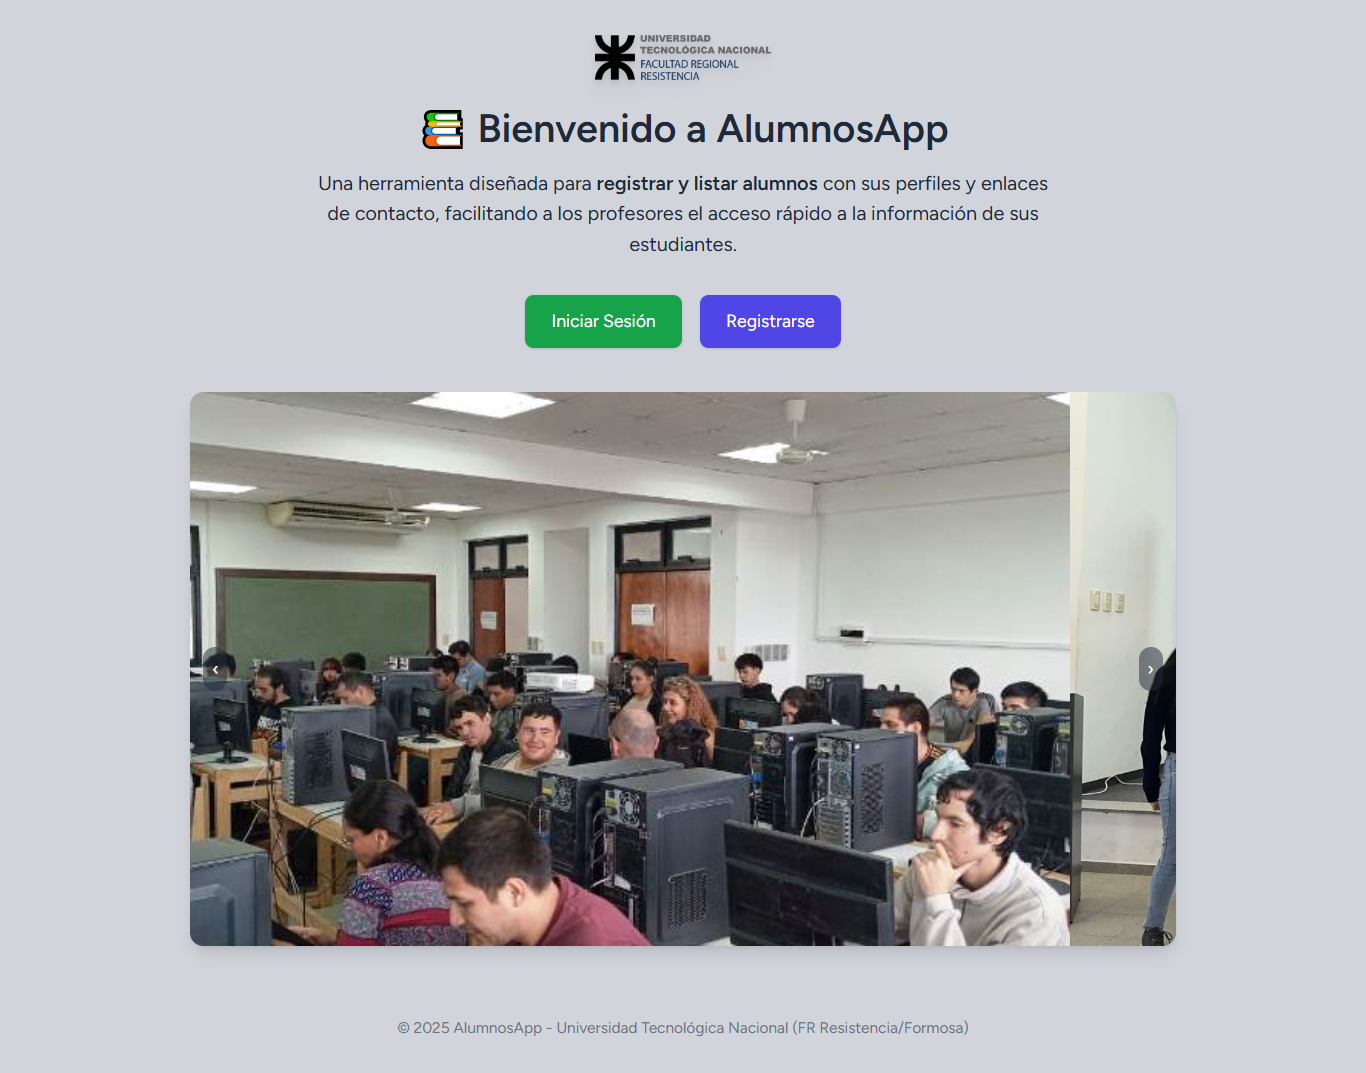 UNIVERSIDAD
TECNOLÓGICA NACIONAL
FACULTAD REGIONAL
RESISTENCIA
Bienvenido a AlumnosApp
Una herramienta diseñada para registrar y listar alumnos con sus perfiles y enlaces
de contacto, facilitando a los profesores el acceso rápido a la información de sus
estudiantes.
Iniciar Sesión Registrarse
‹ ›
© 2025 AlumnosApp - Universidad Tecnológica Nacional (FR Resistencia/Formosa)